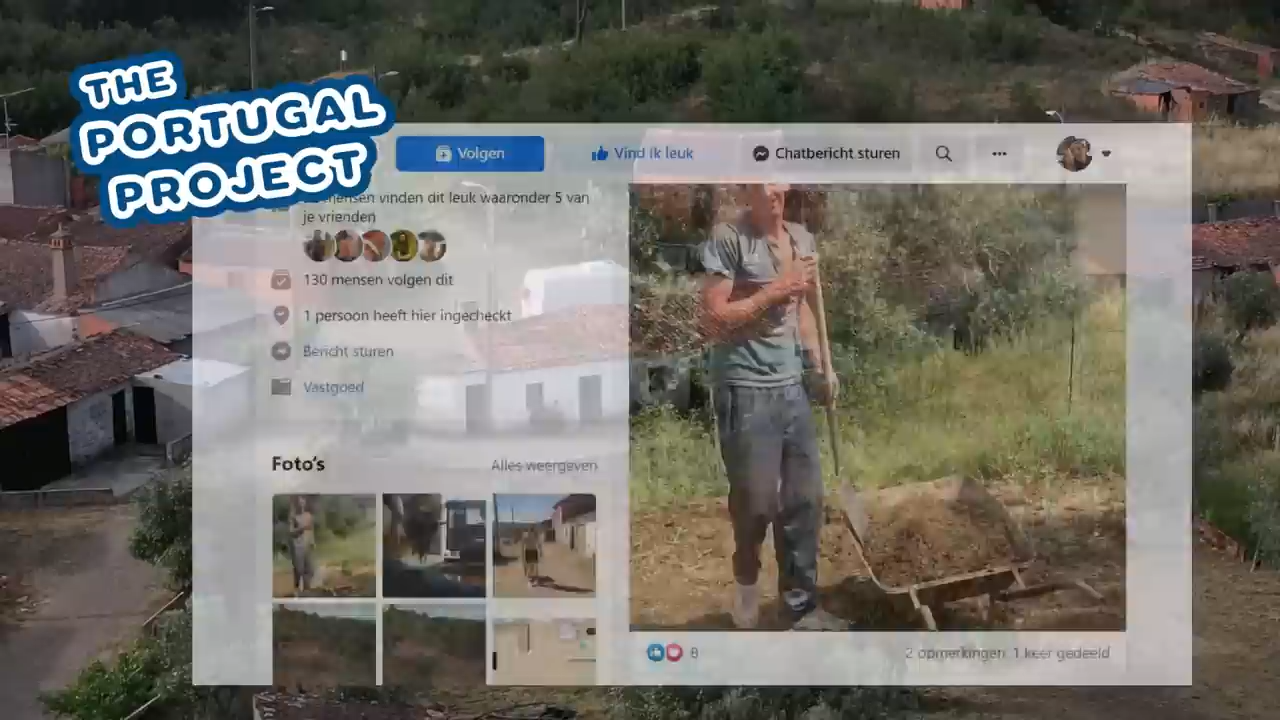 THE
PORTUGAL
PROJECT
Volgen
Vind ik leuk
Chatbericht sturen
mensen vinden dit leuk waaronder 5 van
je vrienden
130 mensen volgen dit
1 persoon heeft hier ingecheckt
Bericht sturen
Vastgoed
Foto's
Alles weergeven
8
2 opmerkingen 1 keer gedeeld